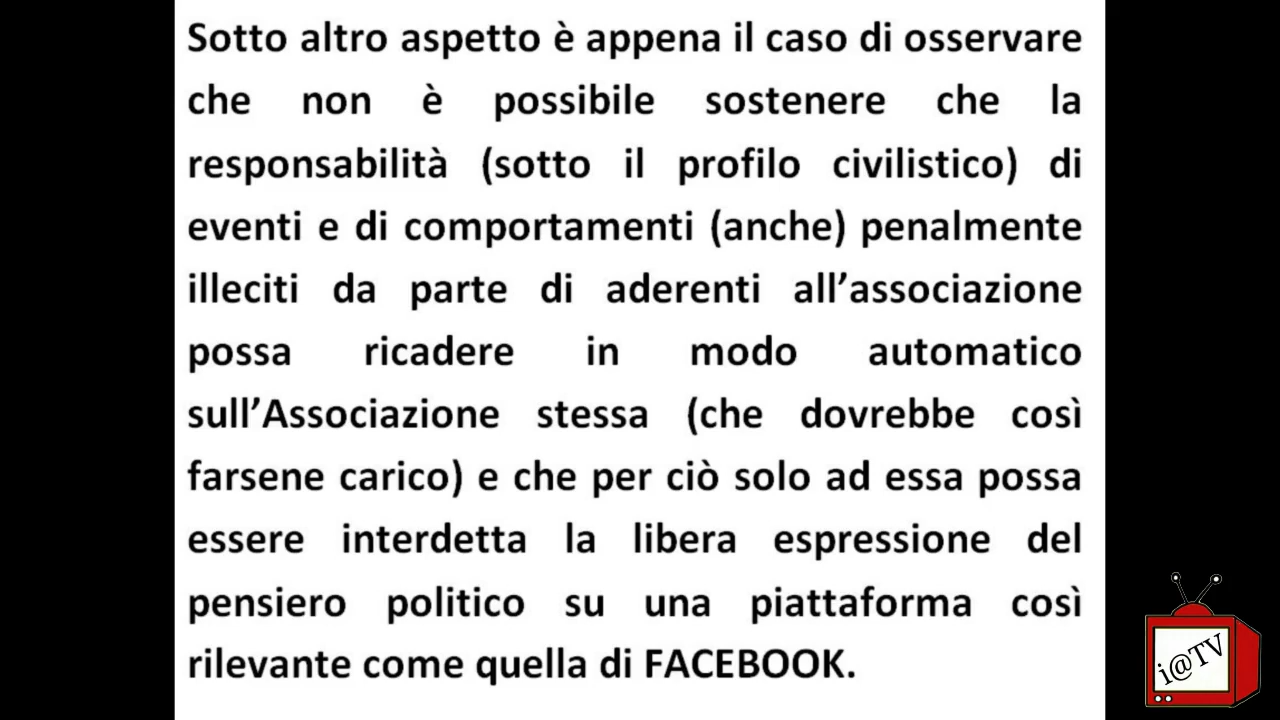 Sotto altro aspetto è appena il caso di osservare
che non è possibile sostenere che la
responsabilità (sotto il profilo civilistico) di
eventi e di comportamenti (anche) penalmente
illeciti da parte di aderenti all’associazione
possa ricadere in modo automatico
sull’Associazione stessa (che dovrebbe così
farsene carico) e che per ciò solo ad essa possa
essere interdetta la libera espressione del
pensiero politico su una piattaforma così
rilevante come quella di FACEBOOK.
i@TV